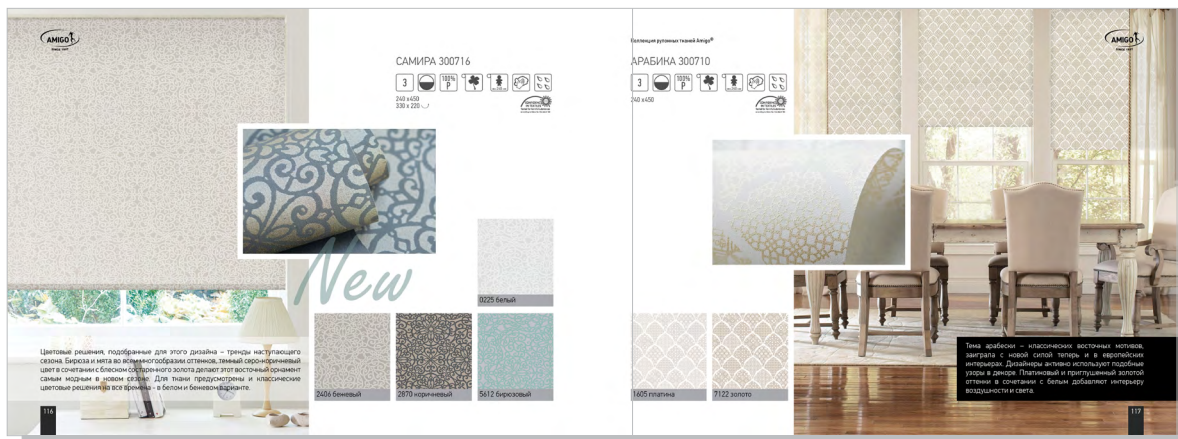 AMIGO
SINCE 1997
САМИРА 300716
3
100%
P
240 x450
330 x 220
New
0225 белый
2406 бежевый
2870 коричневый
5612 бирюзовый
Цветовые решения, подобранные для этого дизайна – тренды наступающего
сезона. Бирюза и мята во всем многообразии оттенков, темный серо-коричневый
цвет в сочетании с блеском состаренного золота делают этот восточный орнамент
самым модным в новом сезоне. Для ткани предусмотрены и классические
цветовые решения на все времена – в белом и бежевом варианте.
116
Коллекция рулонных тканей Amigo®
АРАБИКА 300710
3
100%
P
240 x450
1605 платина
7122 золото
AMIGO
SINCE 1997
Тема арабески – классических восточных мотивов,
заиграла с новой силой теперь и в европейских
интерьерах. Дизайнеры активно используют подобные
узоры в декоре. Платиновый и приглушенный золотой
оттенки в сочетании с белым добавляют интерьеру
воздушности и света.
117